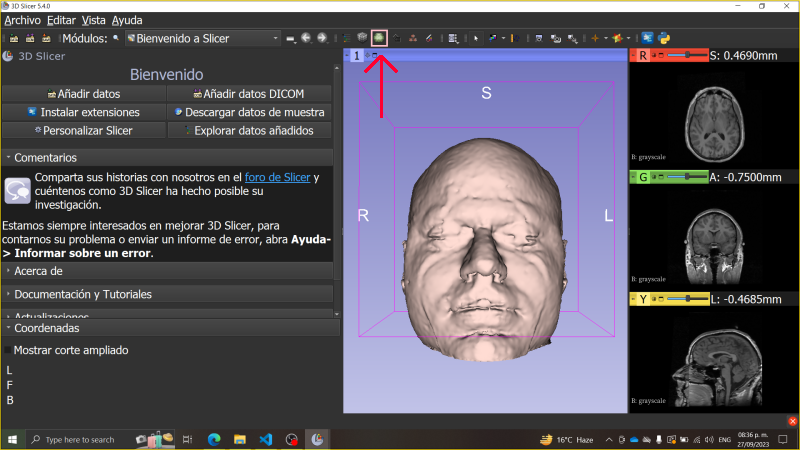 3D Slicer 5.4.0
Archivo Editar Vista Ayuda
Módulos: Bienvenido a Slicer
3D Slicer
Bienvenido
Añadir datos
Añadir datos DICOM
Instalar extensiones
Descargar datos de muestra
Personalizar Slicer
Explorar datos añadidos
Comentarios
Comparta sus historias con nosotros en el foro de Slicer y
cuéntenos como 3D Slicer ha hecho posible su
investigación.
Estamos siempre interesados en mejorar 3D Slicer, para
contarnos su problema o enviar un informe de error, abra Ayuda-
> Informar sobre un error.
Acerca de
Documentación y Tutoriales
Actualizaciones
Coordenadas
Mostrar corte ampliado
L
F
B
1
S
R
L
R S: 0.4690mm
B: grayscale
G A: -0.7500mm
B: grayscale
Y L: -0.4685mm
B: grayscale
Type here to search
16°C Haze
ENG
08:36 p. m.
27/09/2023